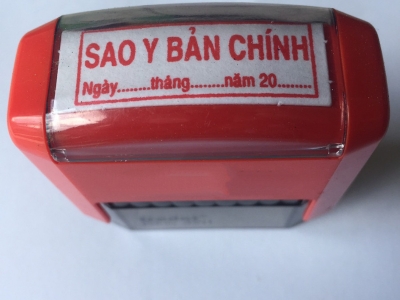 SAO Y BẢN CHÍNH
Ngày........tháng........năm 20........